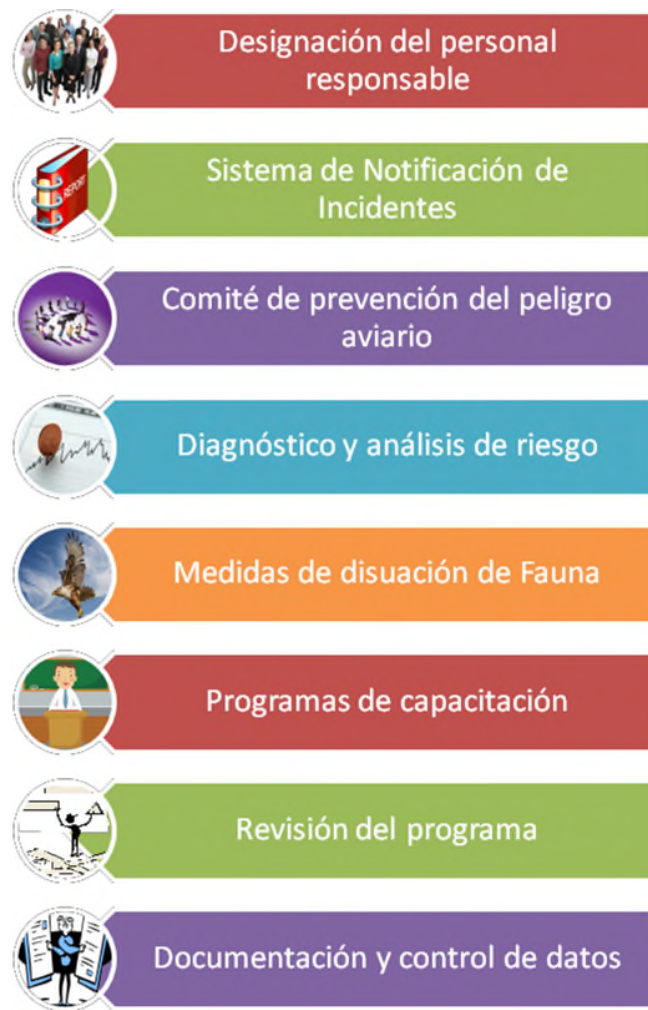 Designación del personal
responsable
REPORT
Sistema de Notificación de
Incidentes
Comité de prevención del peligro
aviario
Diagnóstico y análisis de riesgo
Medidas de disuación de Fauna
Programas de capacitación
Revisión del programa
Documentación y control de datos